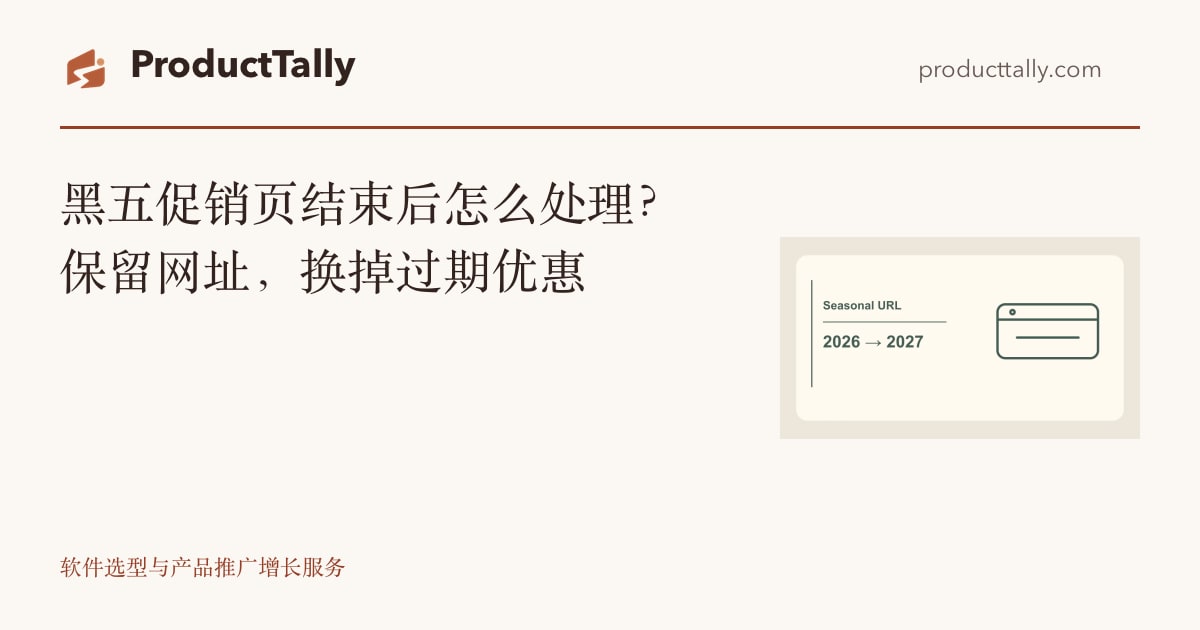 ProductTally
producttally.com
黑五促销页结束后怎么处理？
保留网址，换掉过期优惠
Seasonal URL
2026 → 2027
软件选型与产品推广增长服务